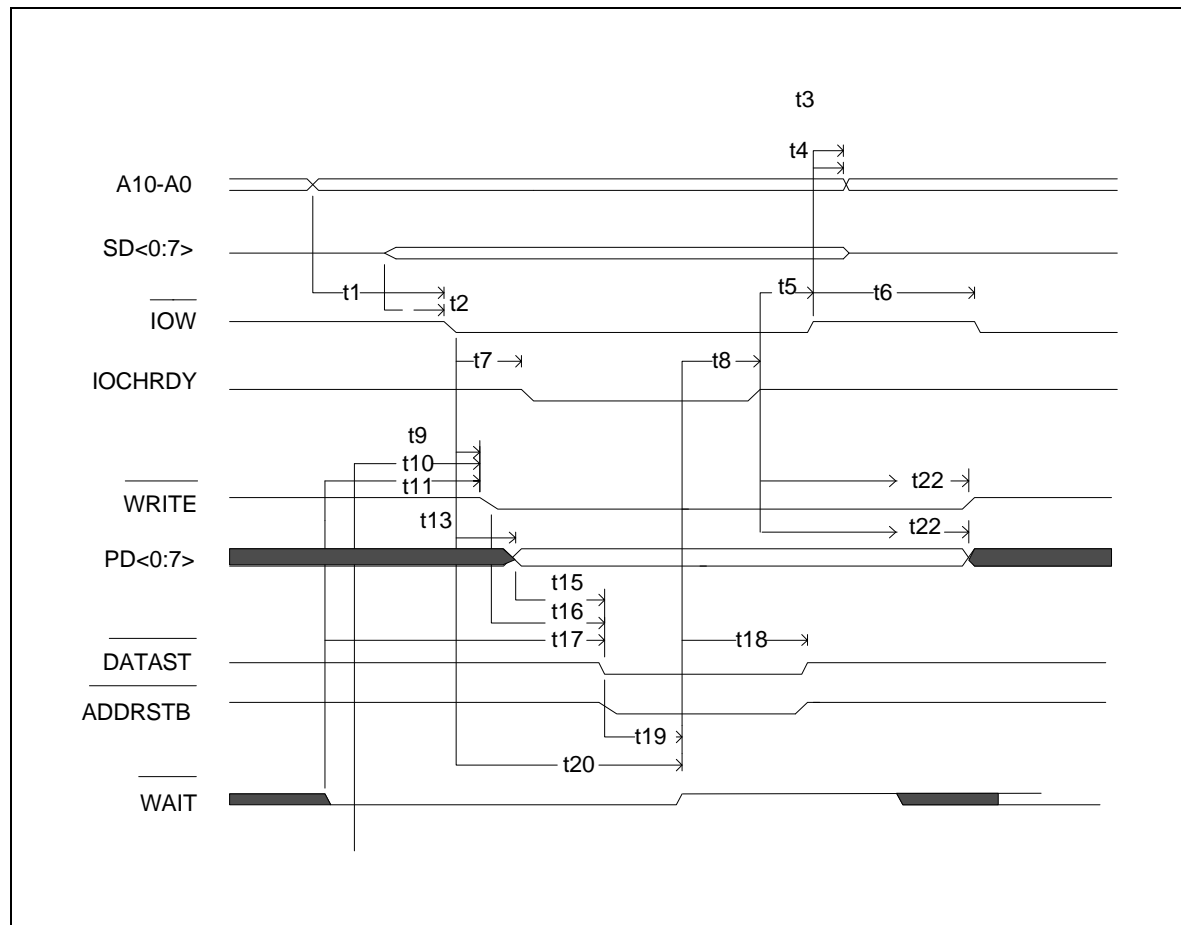 t3
t4
A10-A0
SD<0:7>
t5
t1
t2
t6
IOW
t7
t8
IOCHRDY
t9
t10
t11
t22
WRITE
t13
t22
PD<0:7>
t15
t16
t17
t18
DATAST
ADDRSTB
t19
t20
WAIT